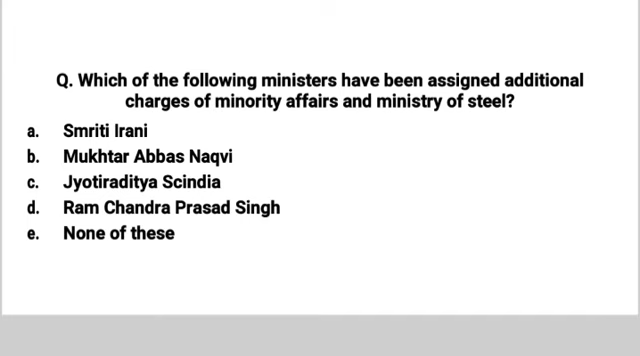 Q. Which of the following ministers have been assigned additional
charges of minority affairs and ministry of steel?
a. Smriti Irani
b. Mukhtar Abbas Naqvi
c. Jyotiraditya Scindia
d. Ram Chandra Prasad Singh
e. None of these